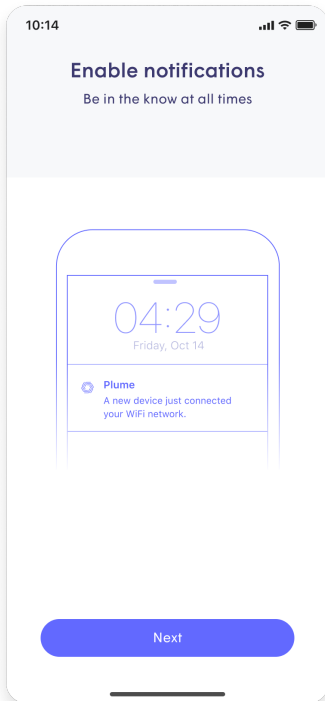 10:14
Enable notifications
Be in the know at all times
04:29
Friday, Oct 14
Plume
A new device just connected
your WiFi network.
Next